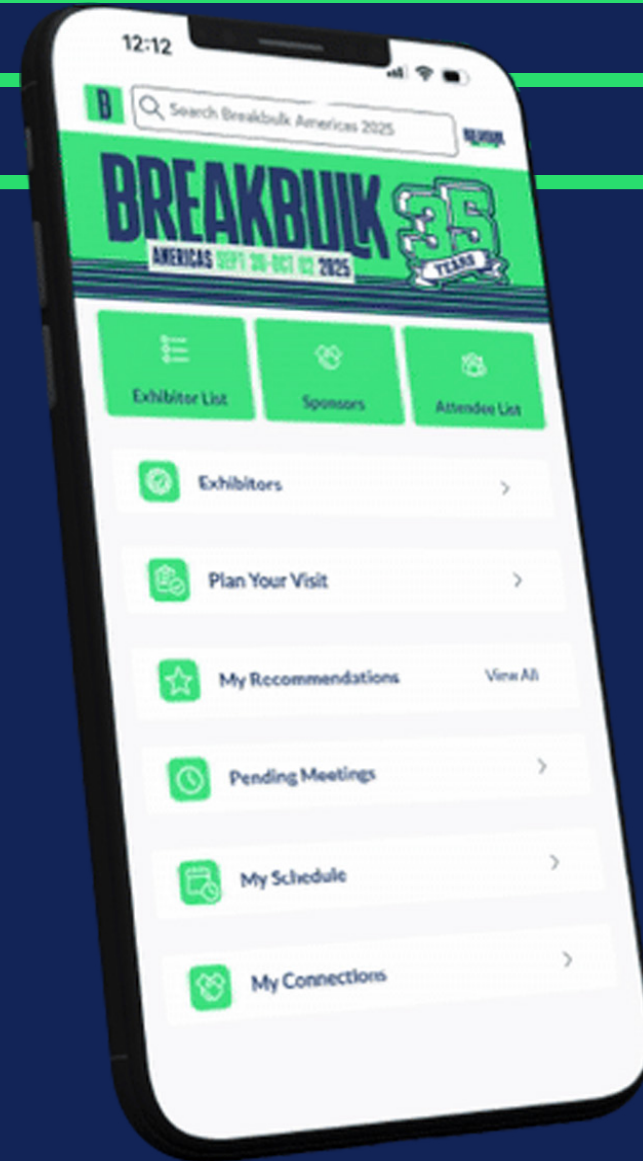 12:12
B
Search Breakbulk Americas 2025
BREAKBULK
35
YEARS
AMERICAS SEPT 30-OCT 02 2025
Exhibitor List
Sponsors
Attendee List
Exhibitors
Plan Your Visit
My Recommendations
View All
Pending Meetings
My Schedule
My Connections